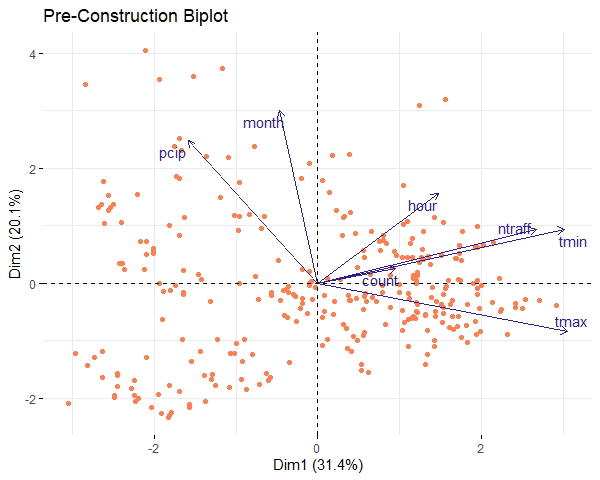 Pre-Construction Biplot
4
month
pcip
2
hour
ntraff
tmin
Dim2 (20.1%)
0
count
tmax
-2
-2
0
2
Dim1 (31.4%)